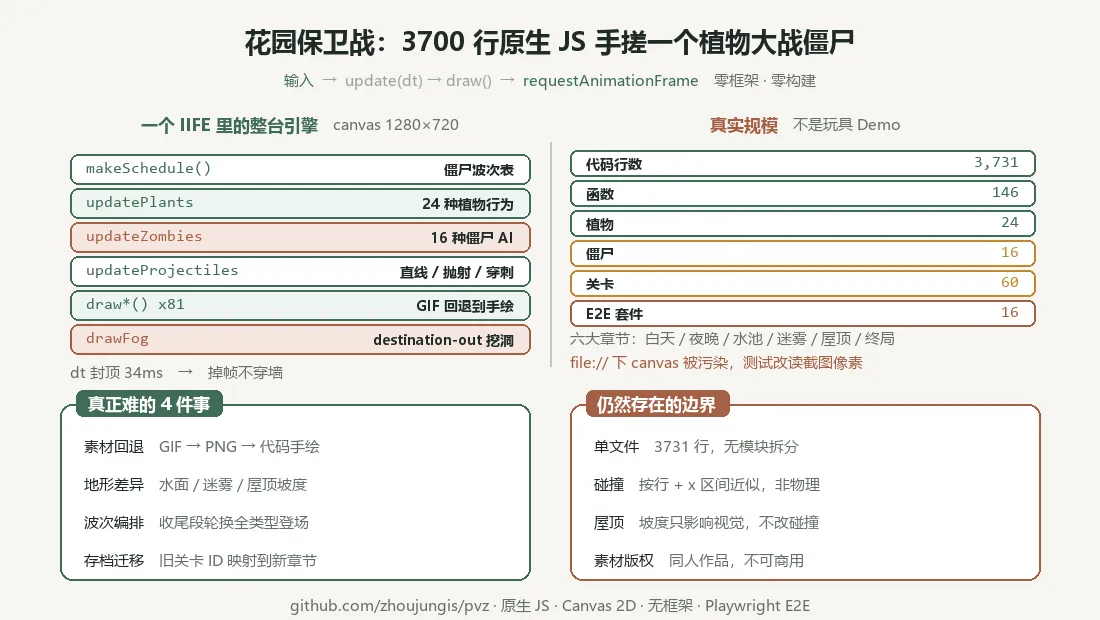 花园保卫战：3700 行原生 JS 手搓一个植物大战僵尸
输入 → update(dt) → draw() → requestAnimationFrame 零框架 · 零构建
一个 IIFE 里的整台引擎 canvas 1280×720
makeSchedule() 僵尸波次表
updatePlants 24 种植物行为
updateZombies 16 种僵尸 AI
updateProjectiles 直线 / 抛射 / 穿刺
draw*() x81 GIF 回退到手绘
drawFog destination-out 挖洞
dt 封顶 34ms → 掉帧不穿墙
真实规模 不是玩具 Demo
代码行数 3,731
函数 146
植物 24
僵尸 16
关卡 60
E2E 套件 16
六大章节：白天 / 夜晚 / 水池 / 迷雾 / 屋顶 / 终局
file:// 下 canvas 被污染，测试改读截图像素
真正难的 4 件事
素材回退 GIF → PNG → 代码手绘
地形差异 水面 / 迷雾 / 屋顶坡度
波次编排 收尾段轮换全类型登场
存档迁移 旧关卡 ID 映射到新章节
仍然存在的边界
单文件 3731 行，无模块拆分
碰撞 按行 + x 区间近似，非物理
屋顶 坡度只影响视觉，不改碰撞
素材版权 同人作品，不可商用
github.com/zhoujungis/pvz · 原生 JS · Canvas 2D · 无框架 · Playwright E2E